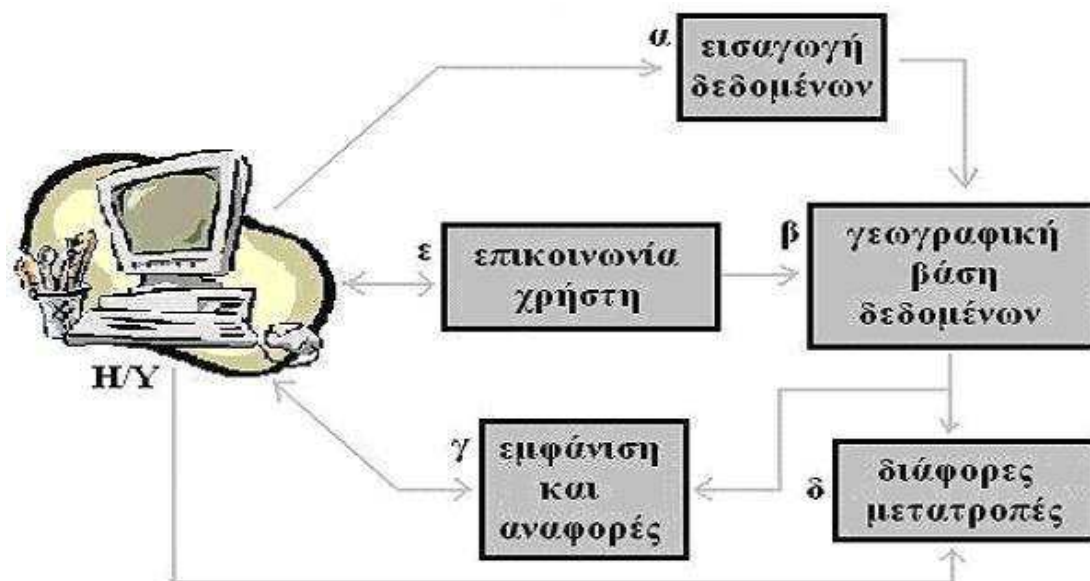 α
εισαγωγή
δεδομένων
ε
επικοινωνία
χρήστη
β
γεωγραφική
βάση
δεδομένων
Η/Υ
γ
εμφάνιση
και
αναφορές
δ
διάφορες
μετατροπές